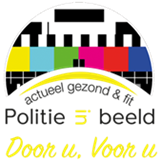 actueel gezond & fit
Politie in beeld
Door u, Voor u